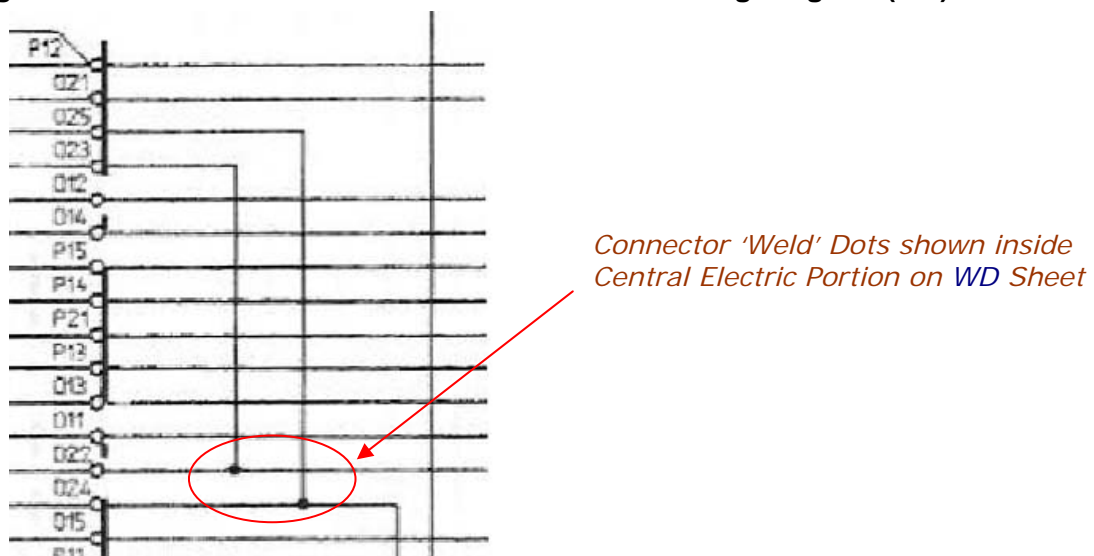 P12
D21
D25
D23
D12
D14
P15
P14
P21
P13
D13
D11
D22
D24
D15
P11
Connector 'Weld' Dots shown inside
Central Electric Portion on WD Sheet